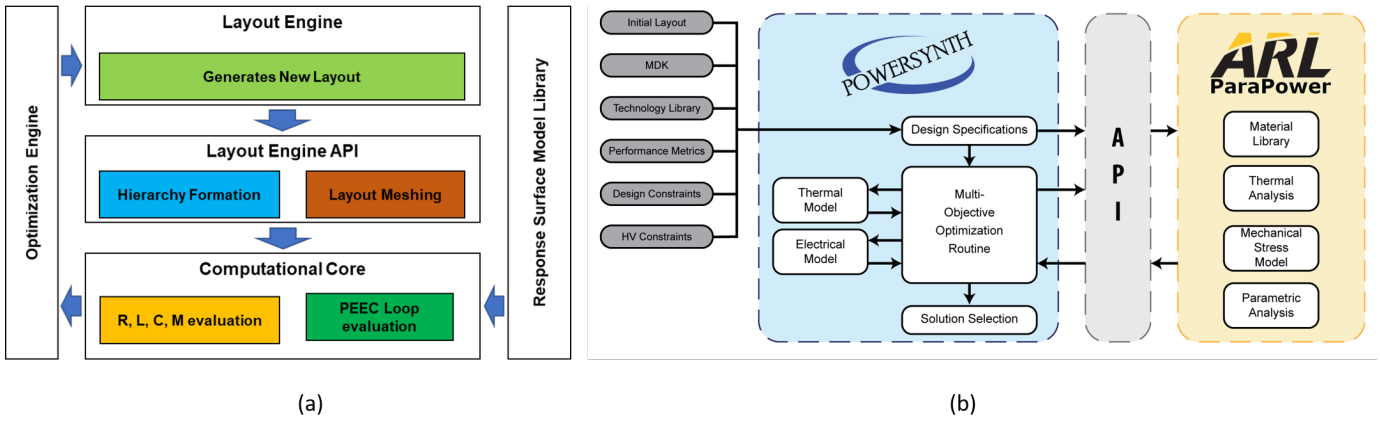 Optimization Engine
Layout Engine
Generates New Layout
Layout Engine API
Hierarchy Formation
Layout Meshing
Computational Core
R, L, C, M evaluation
PEEC Loop
evaluation
Response Surface Model Library
(a)
Initial Layout
MDK
Technology Library
Performance Metrics
Design Constraints
HV Constraints
POWERSYNTH
Design Specifications
Thermal
Model
Electrical
Model
Multi-
Objective
Optimization
Routine
Solution Selection
A
P
I
ARL
ParaPower
Material
Library
Thermal
Analysis
Mechanical
Stress Model
Parametric
Analysis
(b)